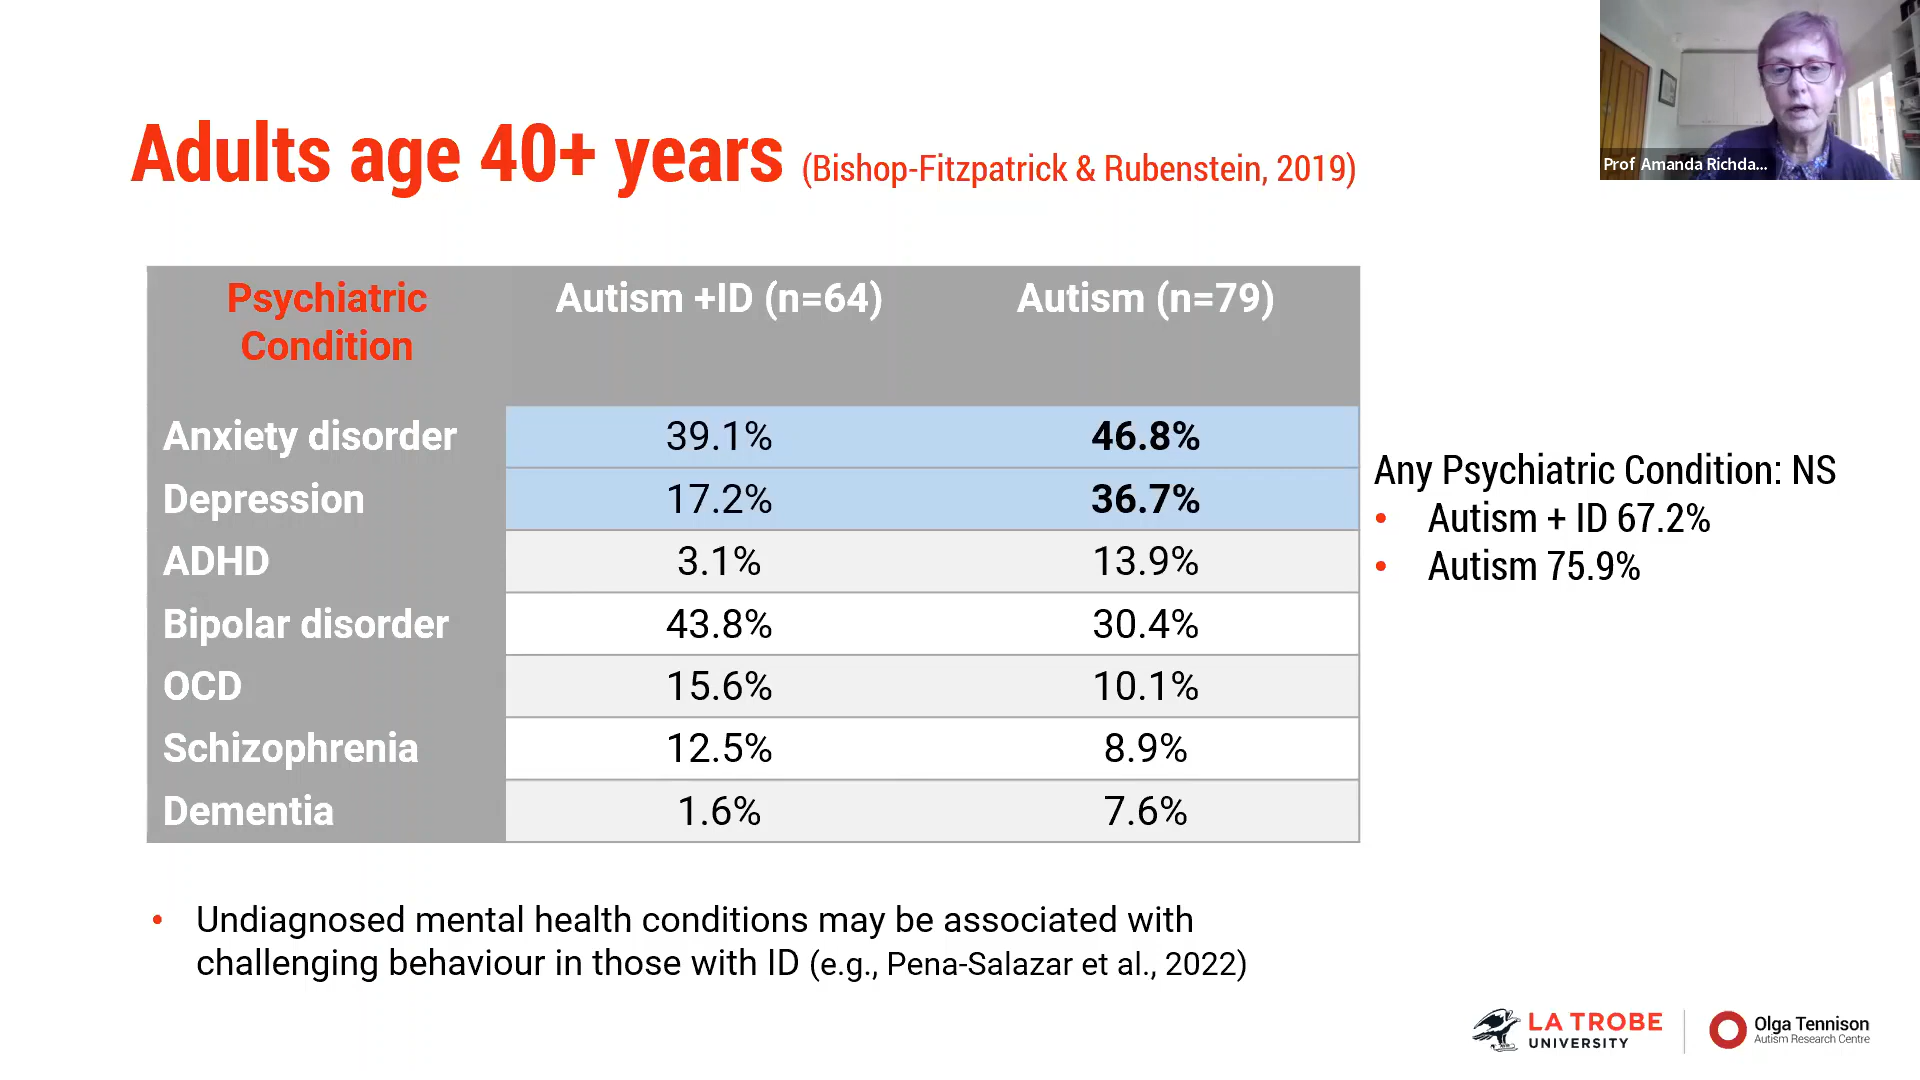 Prof Amanda Richda...
Adults age 40+ years (Bishop-Fitzpatrick & Rubenstein, 2019)
Psychiatric Condition Autism +ID (n=64) Autism (n=79)
Anxiety disorder 39.1% 46.8%
Depression 17.2% 36.7%
ADHD 3.1% 13.9%
Bipolar disorder 43.8% 30.4%
OCD 15.6% 10.1%
Schizophrenia 12.5% 8.9%
Dementia 1.6% 7.6%
Any Psychiatric Condition: NS
• Autism + ID 67.2%
• Autism 75.9%
• Undiagnosed mental health conditions may be associated with
challenging behaviour in those with ID (e.g., Pena-Salazar et al., 2022)
LA TROBE
UNIVERSITY
Olga Tennison
Autism Research Centre